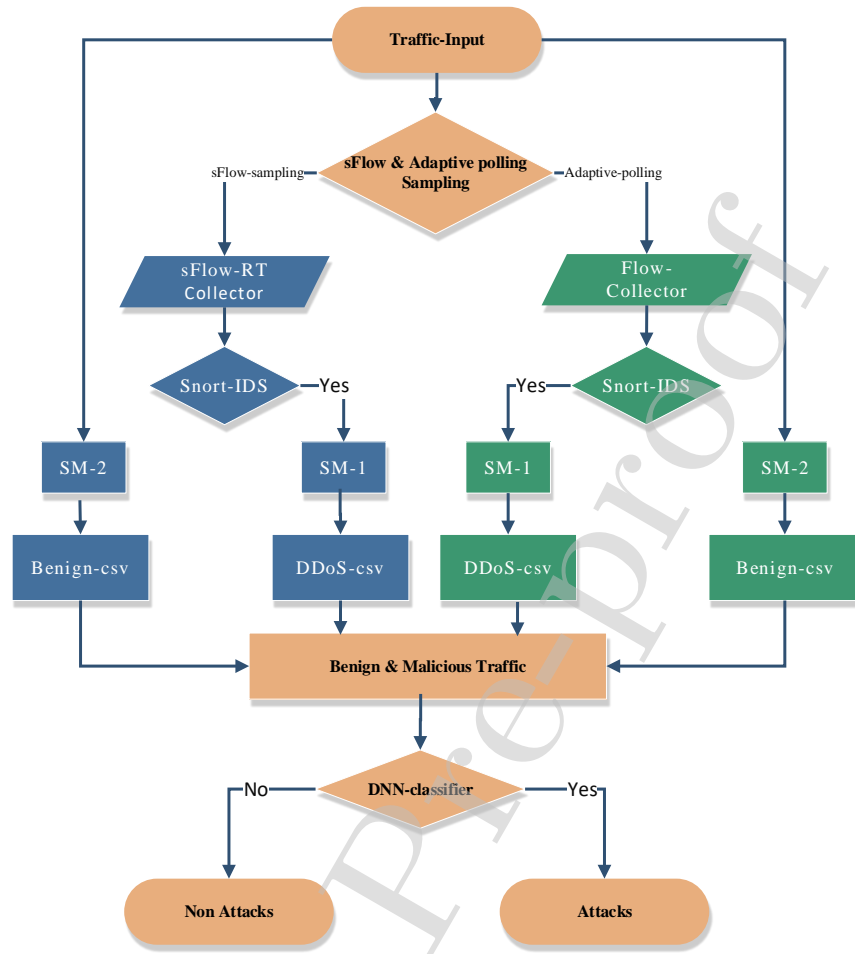 Traffic-Input
sFlow & Adaptive polling
Sampling
sFlow-sampling
Adaptive-polling
sFlow-RT
Collector
Flow-
Collector
Snort-IDS
Yes
Yes
Snort-IDS
SM-2
SM-1
SM-1
SM-2
Benign-csv
DDoS-csv
DDoS-csv
Benign-csv
Benign & Malicious Traffic
DNN-classifier
No
Yes
Non Attacks
Attacks
Pre-proof